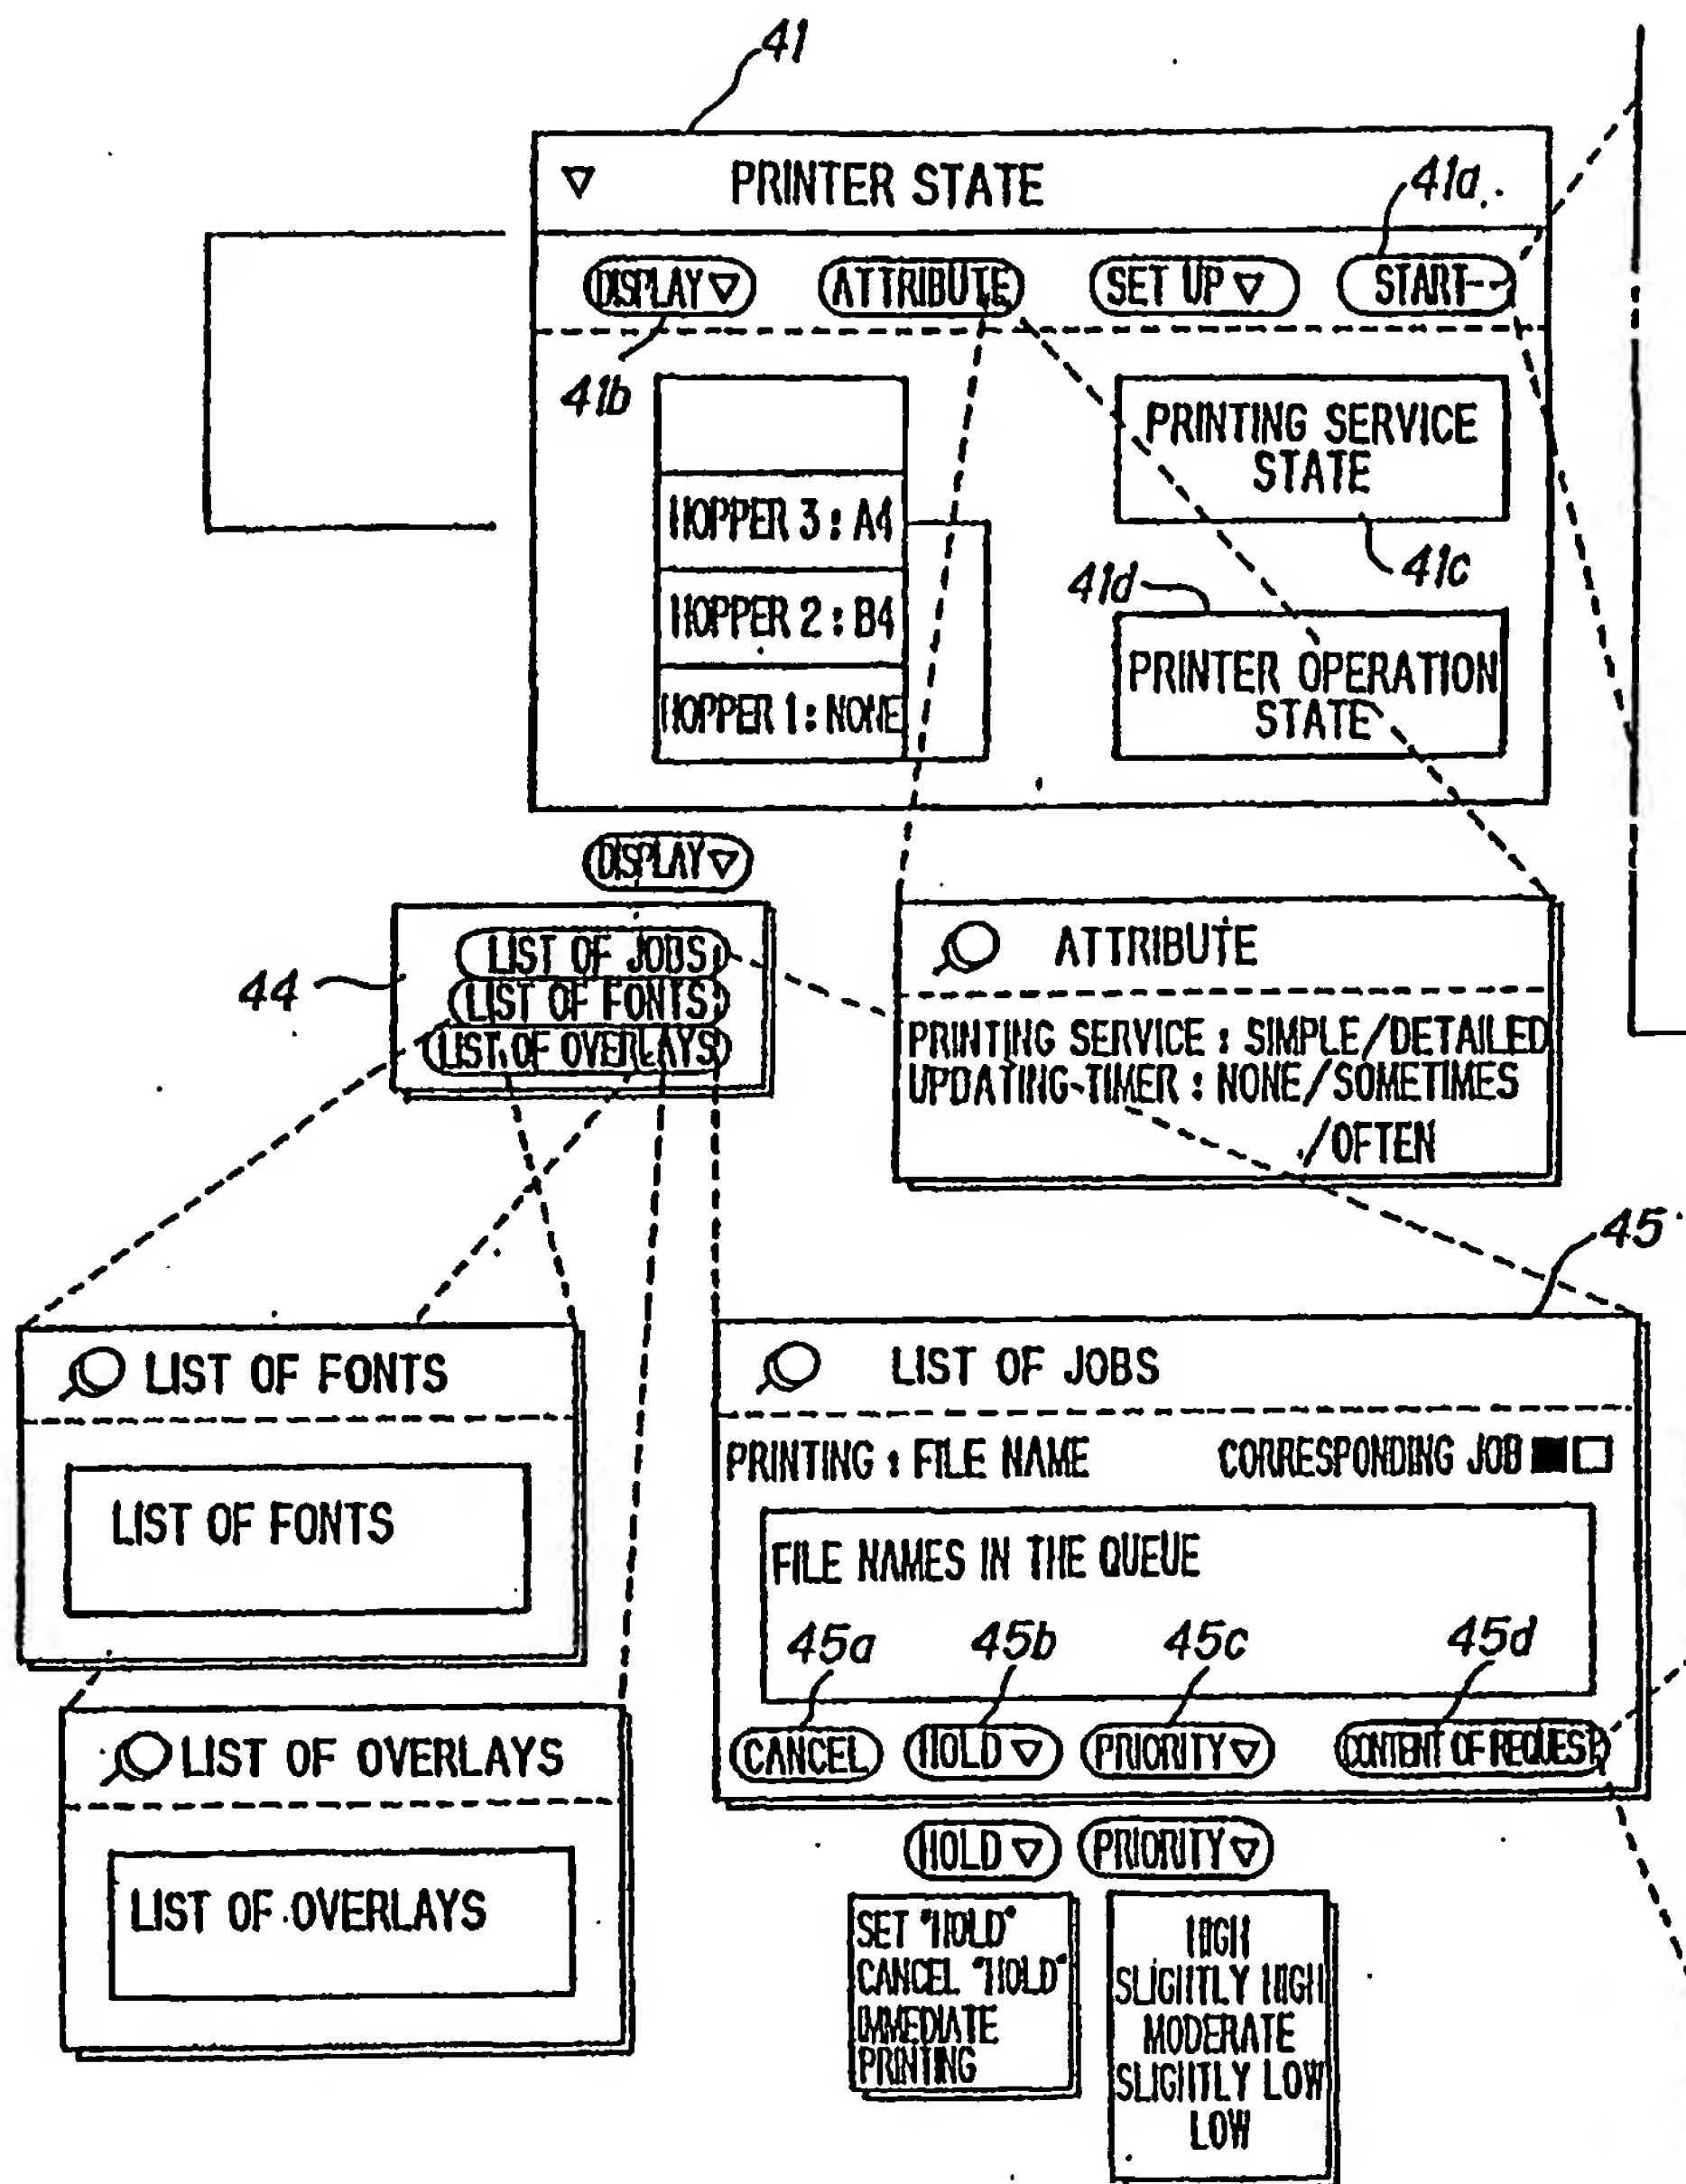 41
PRINTER STATE
41a
DISPLAY ▽ ATTRIBUTE SET UP ▽ START
41b
HOPPER 3 : A4
HOPPER 2 : B4
HOPPER 1 : NONE
PRINTING SERVICE
STATE
41c
41d
PRINTER OPERATION
STATE
DISPLAY ▽
44
LIST OF JOBS
LIST OF FONTS
LIST OF OVERLAYS
ATTRIBUTE
PRINTING SERVICE : SIMPLE/DETAILED
UPDATING-TIMER : NONE/SOMETIMES
/OFTEN
LIST OF FONTS
LIST OF FONTS
LIST OF OVERLAYS
LIST OF OVERLAYS
45
LIST OF JOBS
PRINTING : FILE NAME CORRESPONDING JOB ■□
FILE NAMES IN THE QUEUE
45a 45b 45c 45d
CANCEL HOLD ▽ PRIORITY ▽ CONTENT OF REQUEST
HOLD ▽ PRIORITY ▽
SET "HOLD"
CANCEL "HOLD"
IMMEDIATE
PRINTING
HIGH
SLIGHTLY HIGH
MODERATE
SLIGHTLY LOW
LOW